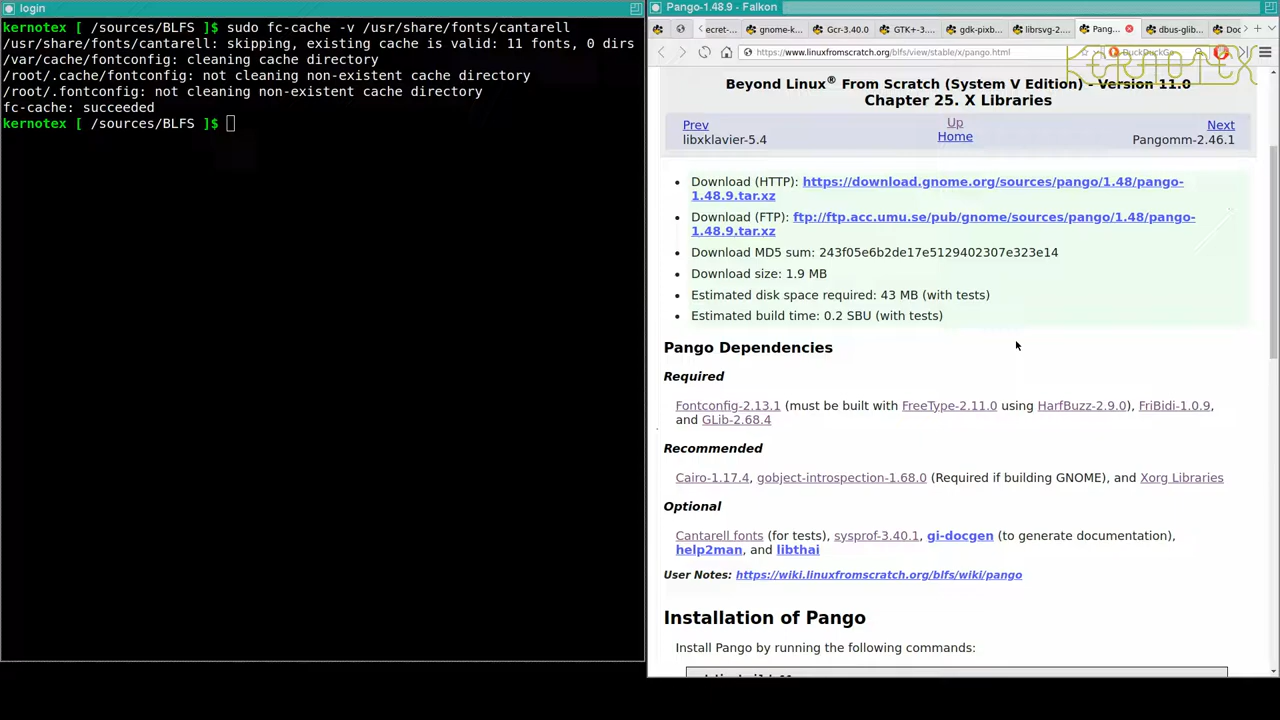 login
kernotex [ /sources/BLFS ]$ sudo fc-cache -v /usr/share/fonts/cantarell
/usr/share/fonts/cantarell: skipping, existing cache is valid: 11 fonts, 0 dirs
/var/cache/fontconfig: cleaning cache directory
/root/.cache/fontconfig: not cleaning non-existent cache directory
/root/.fontconfig: not cleaning non-existent cache directory
fc-cache: succeeded
kernotex [ /sources/BLFS ]$
Pango-1.48.9 - Falkon
ecret-... gnome-k... Gcr-3.40.0 GTK+-3.... gdk-pixb... librsvg-2.... Pang... dbus-glib... Doc
https://www.linuxfromscratch.org/blfs/view/stable/x/pango.html DuckDuckGo
KERNOTEX
Beyond Linux® From Scratch (System V Edition) - Version 11.0
Chapter 25. X Libraries
Prev Up Next
libxklavier-5.4 Home Pangomm-2.46.1
• Download (HTTP): https://download.gnome.org/sources/pango/1.48/pango-
1.48.9.tar.xz
• Download (FTP): ftp://ftp.acc.umu.se/pub/gnome/sources/pango/1.48/pango-
1.48.9.tar.xz
• Download MD5 sum: 243f05e6b2de17e5129402307e323e14
• Download size: 1.9 MB
• Estimated disk space required: 43 MB (with tests)
• Estimated build time: 0.2 SBU (with tests)
Pango Dependencies
Required
Fontconfig-2.13.1 (must be built with FreeType-2.11.0 using HarfBuzz-2.9.0), FriBidi-1.0.9,
and GLib-2.68.4
Recommended
Cairo-1.17.4, gobject-introspection-1.68.0 (Required if building GNOME), and Xorg Libraries
Optional
Cantarell fonts (for tests), sysprof-3.40.1, gi-docgen (to generate documentation),
help2man, and libthai
User Notes: https://wiki.linuxfromscratch.org/blfs/wiki/pango
Installation of Pango
Install Pango by running the following commands: